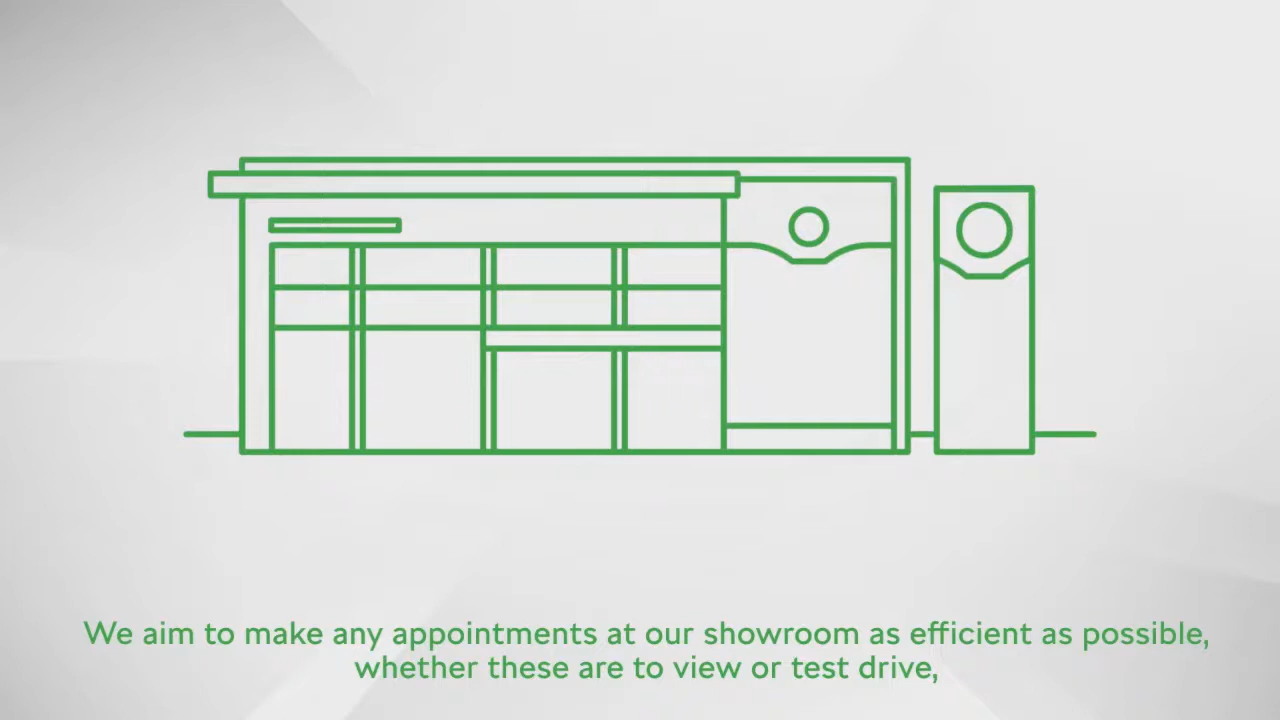 We aim to make any appointments at our showroom as efficient as possible,
whether these are to view or test drive,